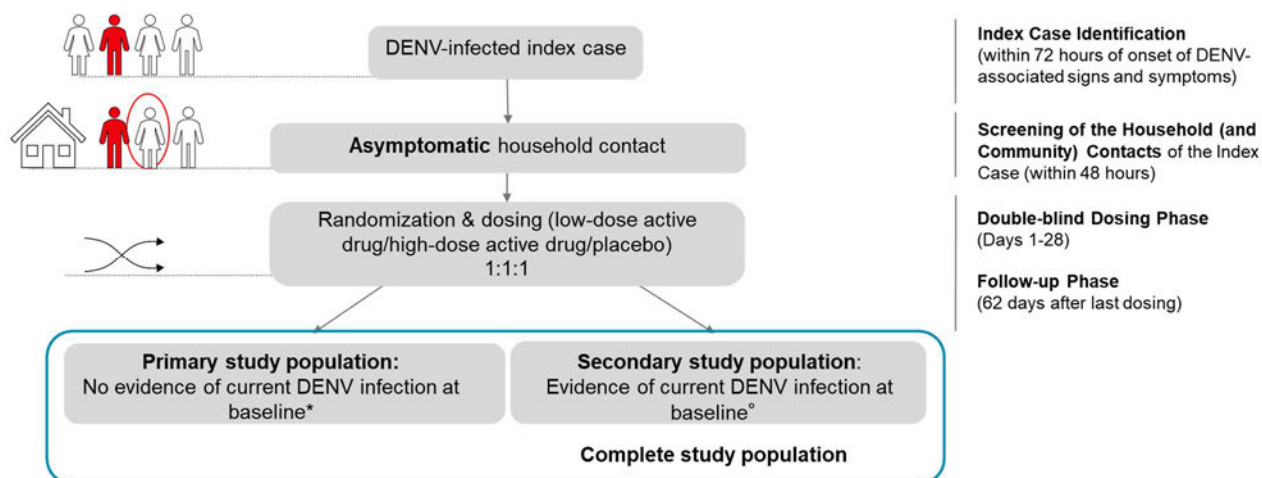 DENV-infected index case
Asymptomatic household contact
Randomization & dosing (low-dose active
drug/high-dose active drug/placebo)
1:1:1
Primary study population:
No evidence of current DENV infection at
baseline*
Secondary study population:
Evidence of current DENV infection at
baseline°
Complete study population
Index Case Identification
(within 72 hours of onset of DENV-
associated signs and symptoms)
Screening of the Household (and
Community) Contacts of the Index
Case (within 48 hours)
Double-blind Dosing Phase
(Days 1-28)
Follow-up Phase
(62 days after last dosing)